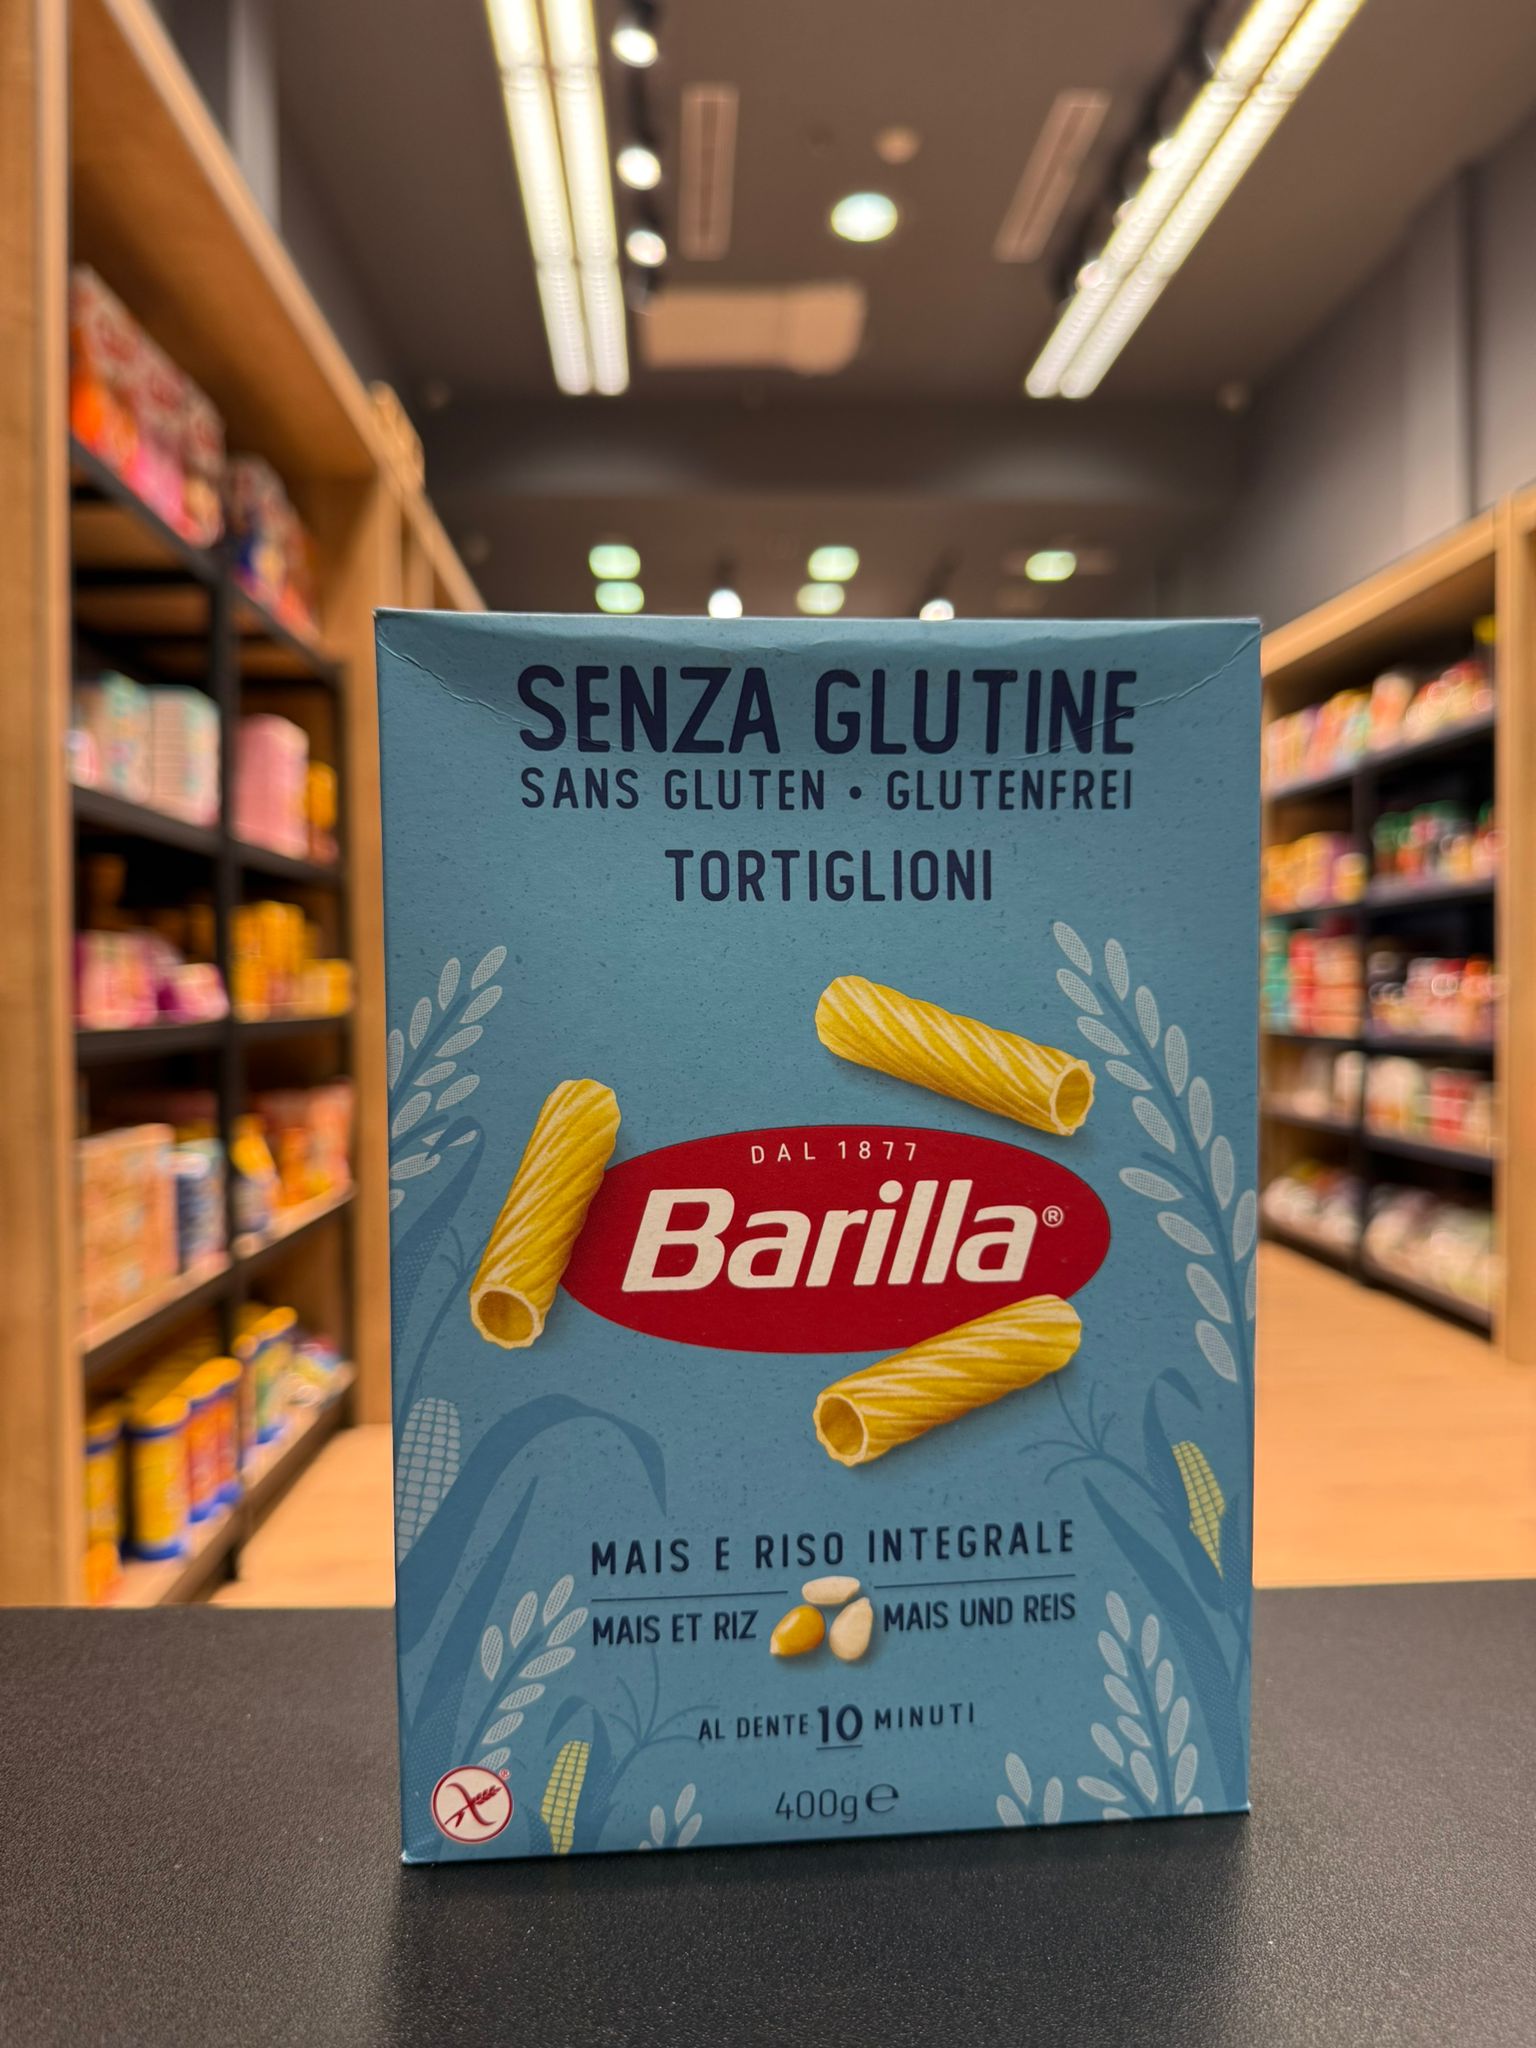 SENZA GLUTINE
SANS GLUTEN • GLUTENFREI
TORTIGLIONI
DAL 1877
Barilla®
MAIS E RISO INTEGRALE
MAIS ET RIZ MAIS UND REIS
AL DENTE 10 MINUTI
400g ℮